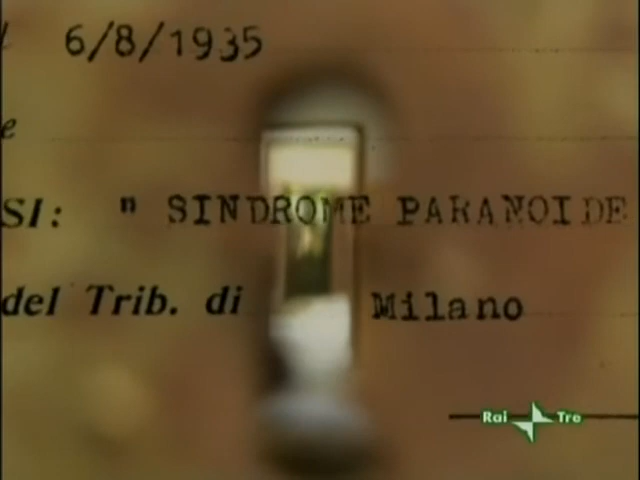 6/8/1935
e
SI: " SINDROME PARANOIDE
del Trib. di Milano
Rai Tre